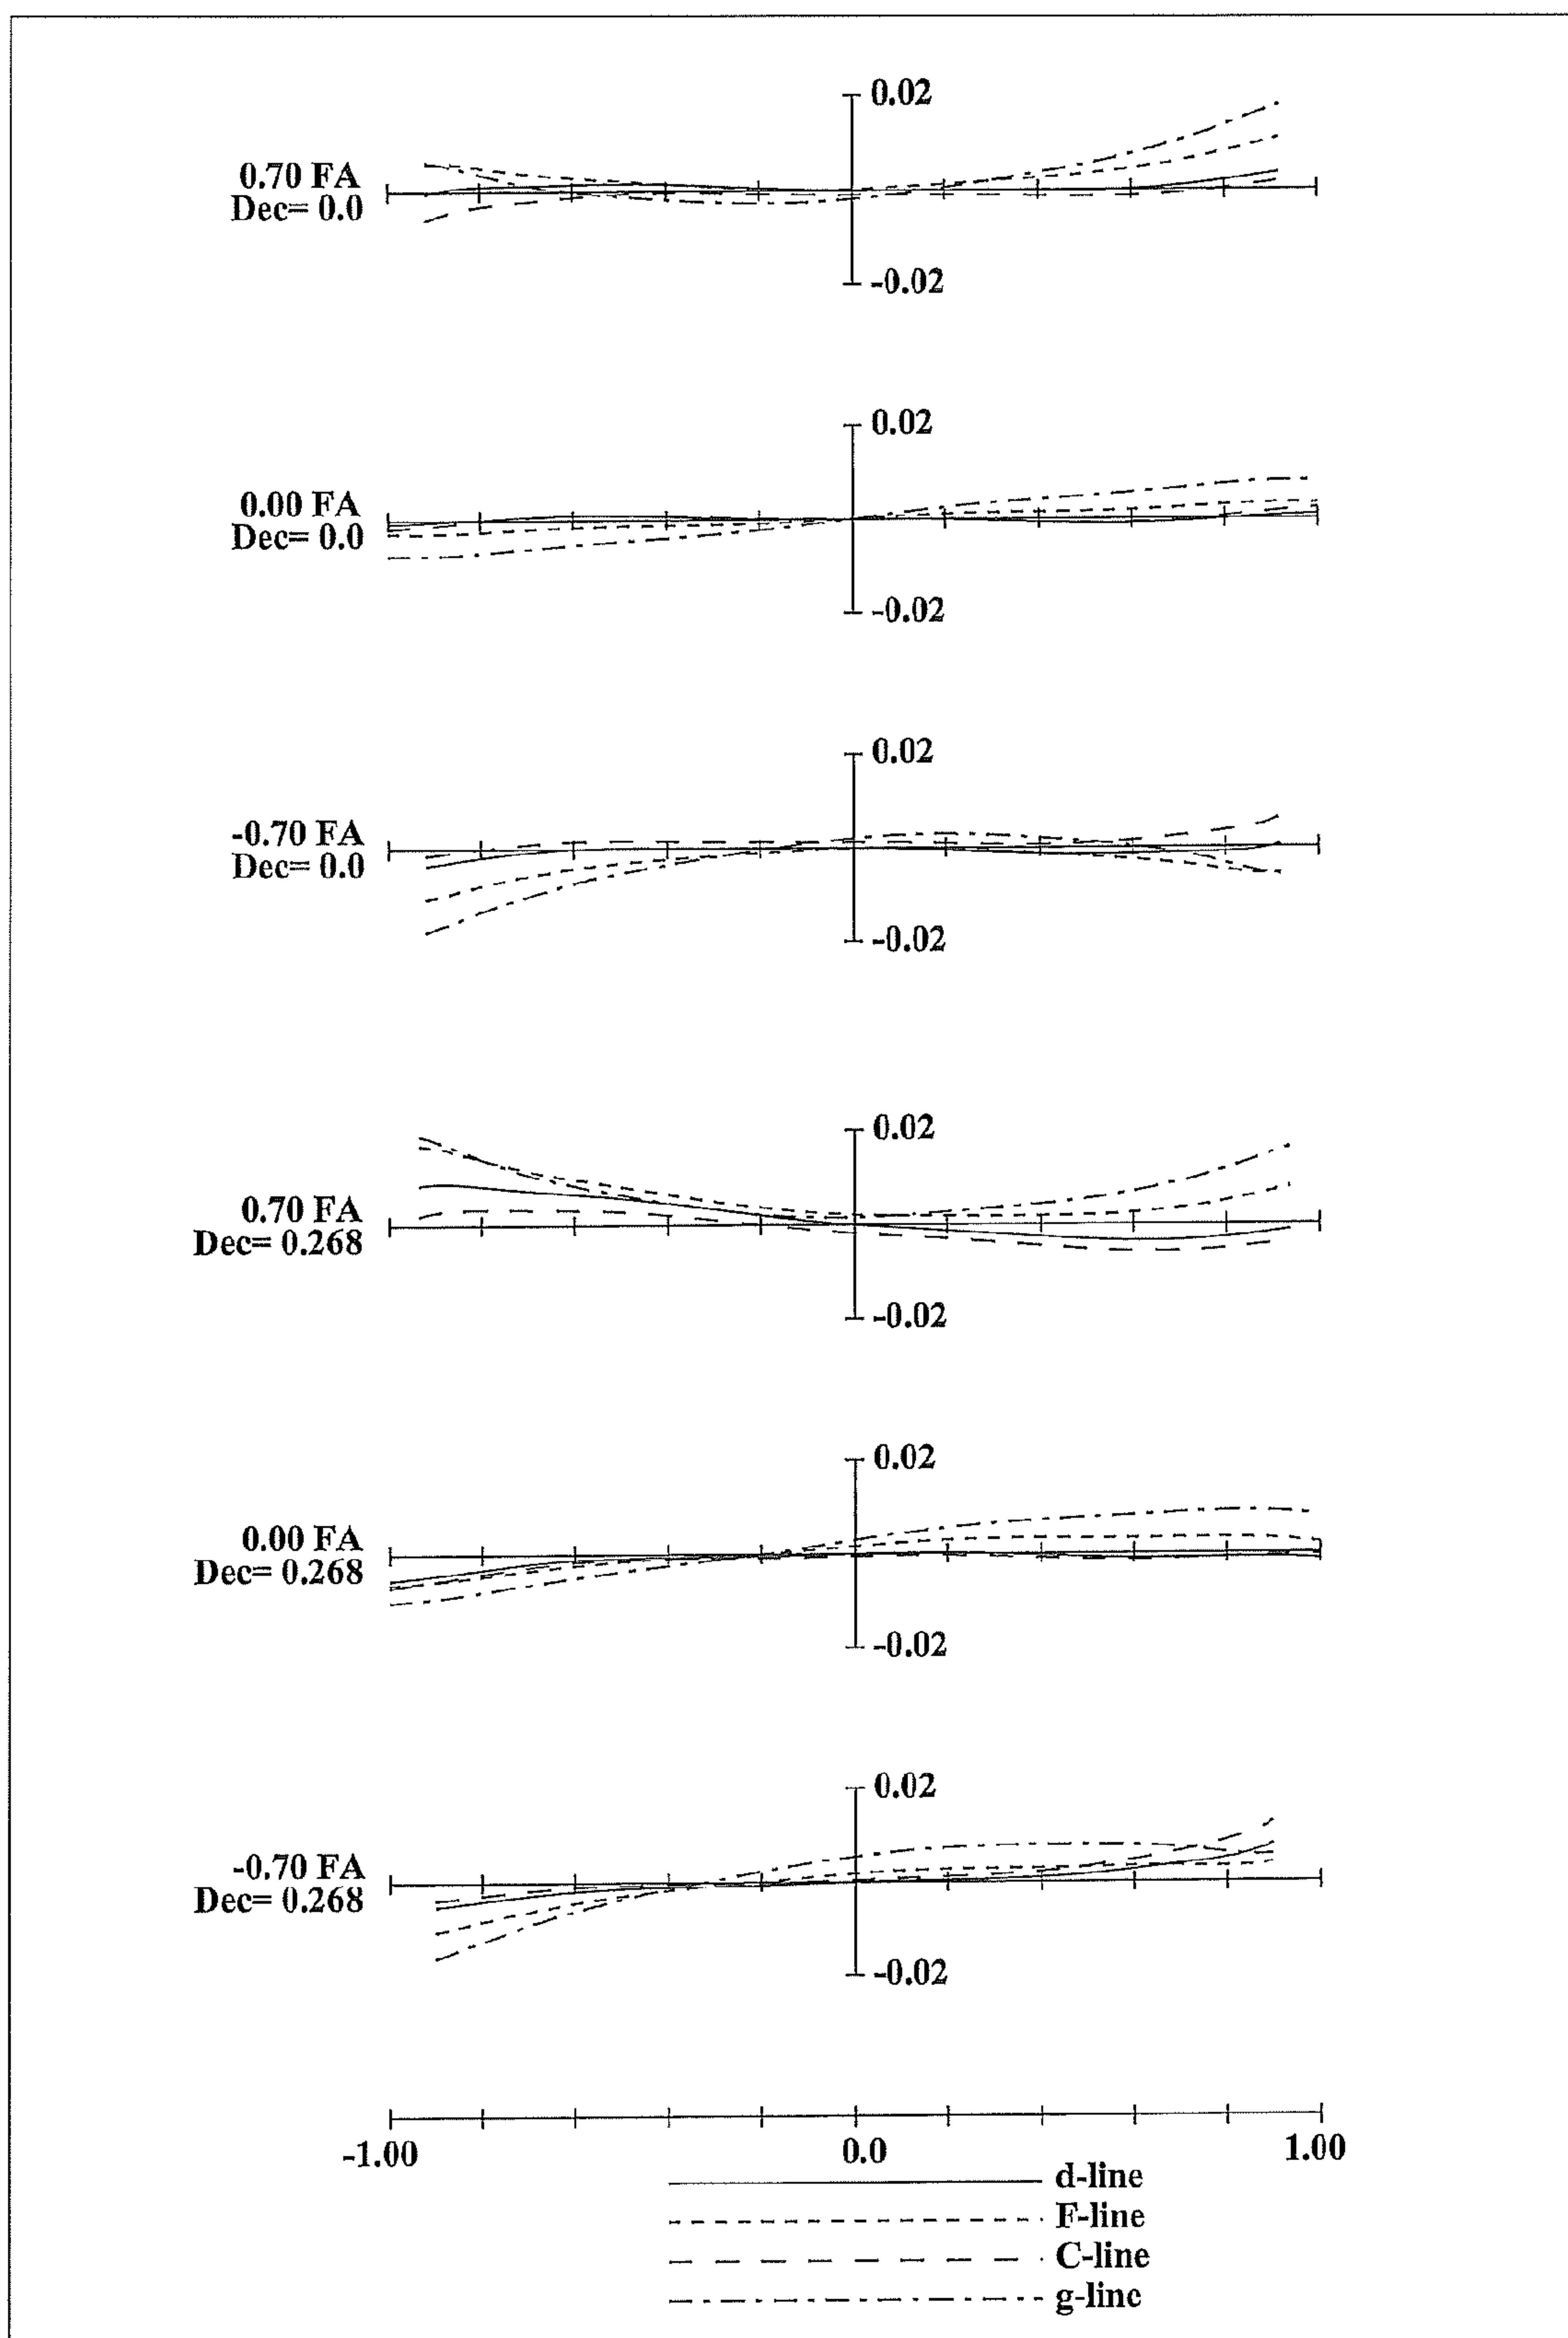 0.02
0.70 FA
Dec= 0.0
-0.02
0.02
0.00 FA
Dec= 0.0
-0.02
0.02
-0.70 FA
Dec= 0.0
-0.02
0.02
0.70 FA
Dec= 0.268
-0.02
0.02
0.00 FA
Dec= 0.268
-0.02
0.02
-0.70 FA
Dec= 0.268
-0.02
-1.00 0.0 1.00
d-line
F-line
C-line
g-line